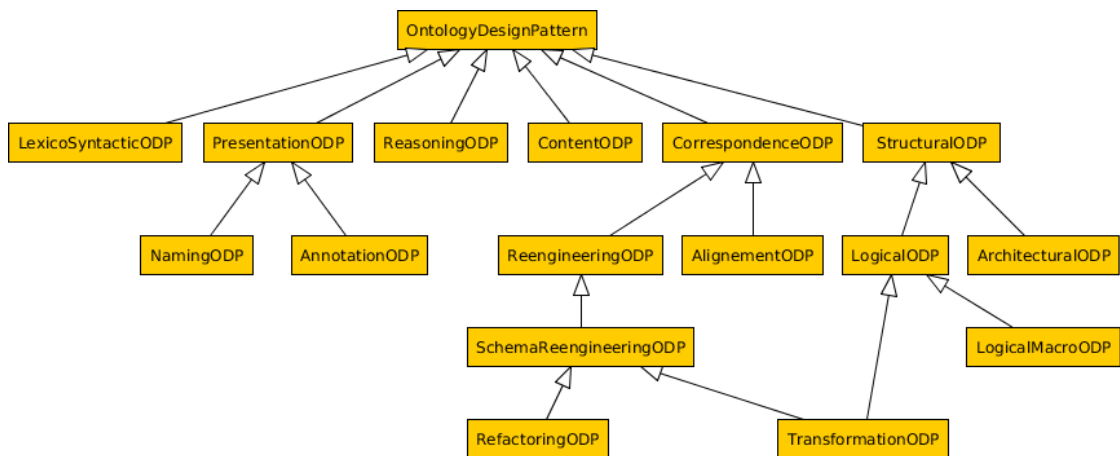 OntologyDesignPattern
LexicoSyntacticODP
PresentationODP
ReasoningODP
ContentODP
CorrespondenceODP
StructuralODP
NamingODP
AnnotationODP
ReengineeringODP
AlignementODP
LogicalODP
ArchitecturalODP
SchemaReengineeringODP
LogicalMacroODP
RefactoringODP
TransformationODP